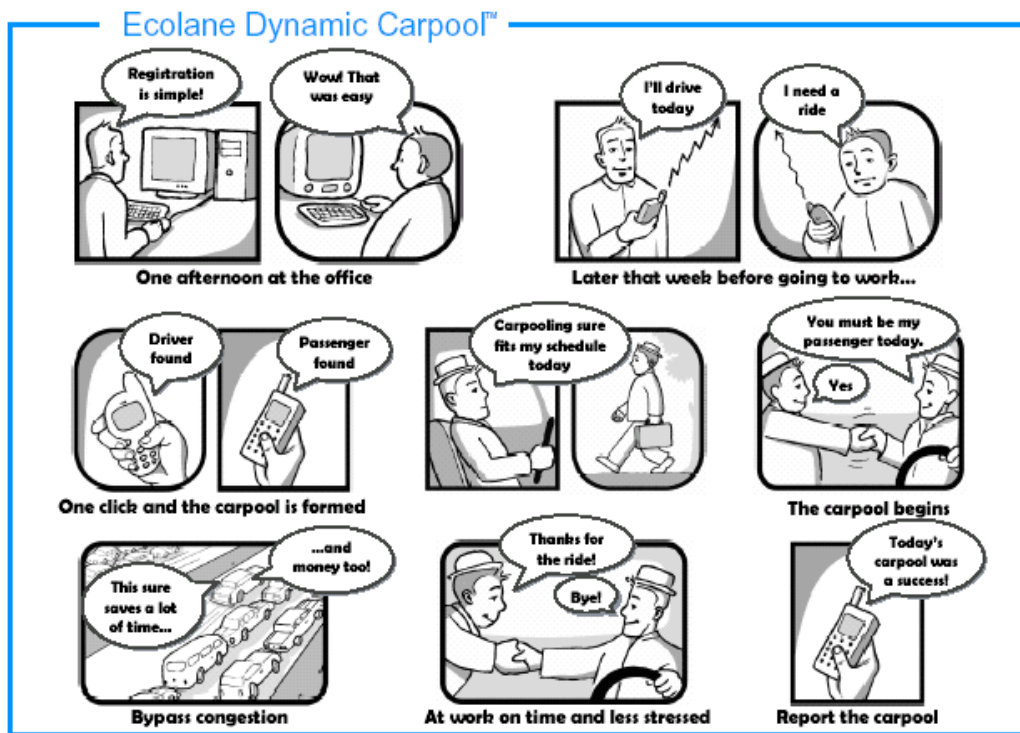 Ecolane Dynamic Carpool™
Registration
is simple!
Wow! That
was easy
One afternoon at the office
I'll drive
today
I need a
ride
Later that week before going to work...
Driver
found
Passenger
found
One click and the carpool is formed
Carpooling sure
fits my schedule
today
You must be my
passenger today.
Yes
The carpool begins
This sure
saves a lot
of time...
...and
money too!
Bypass congestion
Thanks for
the ride!
Bye!
At work on time and less stressed
Today's
carpool was
a success!
Report the carpool